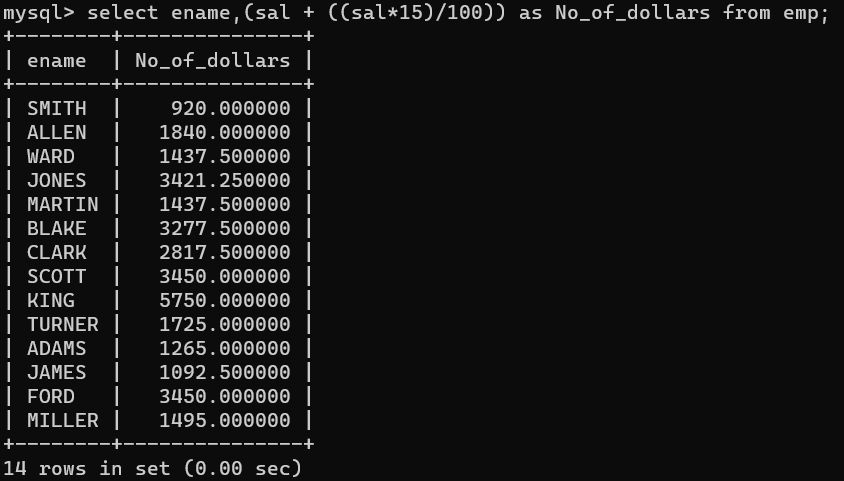 mysql> select ename,(sal + ((sal*15)/100)) as No_of_dollars from emp;
+--------+---------------+
| ename  | No_of_dollars |
+--------+---------------+
| SMITH  |    920.000000 |
| ALLEN  |   1840.000000 |
| WARD   |   1437.500000 |
| JONES  |   3421.250000 |
| MARTIN |   1437.500000 |
| BLAKE  |   3277.500000 |
| CLARK  |   2817.500000 |
| SCOTT  |   3450.000000 |
| KING   |   5750.000000 |
| TURNER |   1725.000000 |
| ADAMS  |   1265.000000 |
| JAMES  |   1092.500000 |
| FORD   |   3450.000000 |
| MILLER |   1495.000000 |
+--------+---------------+
14 rows in set (0.00 sec)